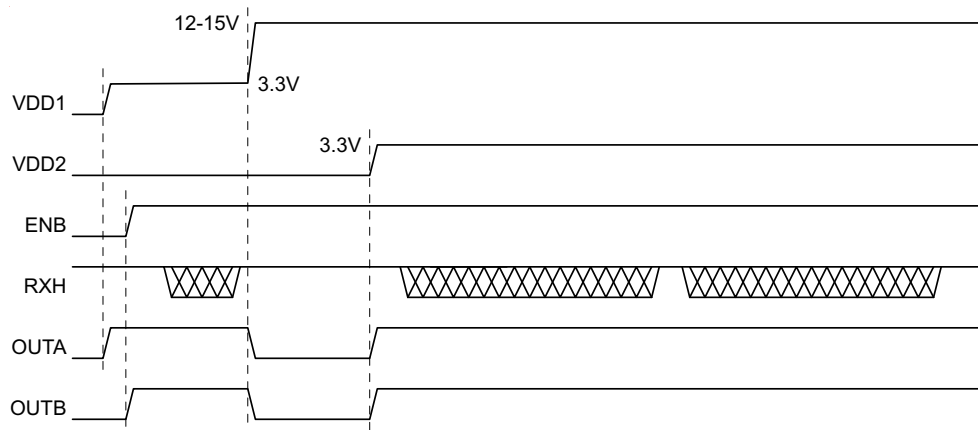 12-15V
3.3V
VDD1
3.3V
VDD2
ENB
RXH
OUTA
OUTB